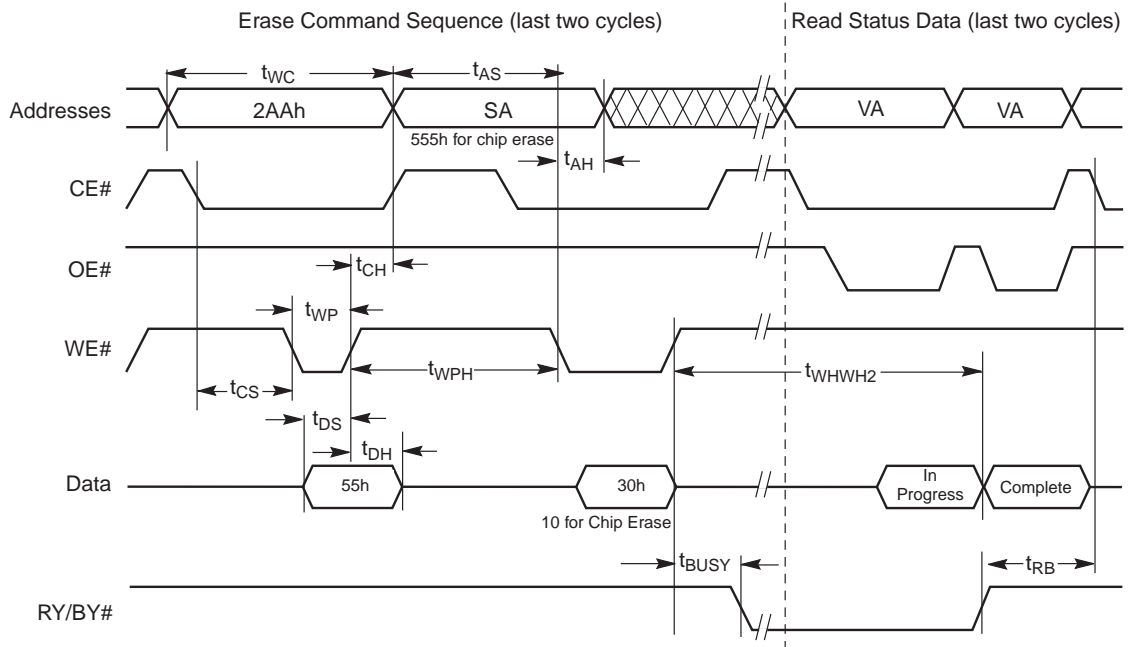 Erase Command Sequence (last two cycles)
Read Status Data (last two cycles)
tWC
tAS
Addresses
2AAh
SA
VA
VA
555h for chip erase
tAH
CE#
OE#
tCH
tWP
WE#
tWPH
tWHWH2
tCS
tDS
tDH
Data
55h
30h
In
Progress
Complete
10 for Chip Erase
tBUSY
tRB
RY/BY#